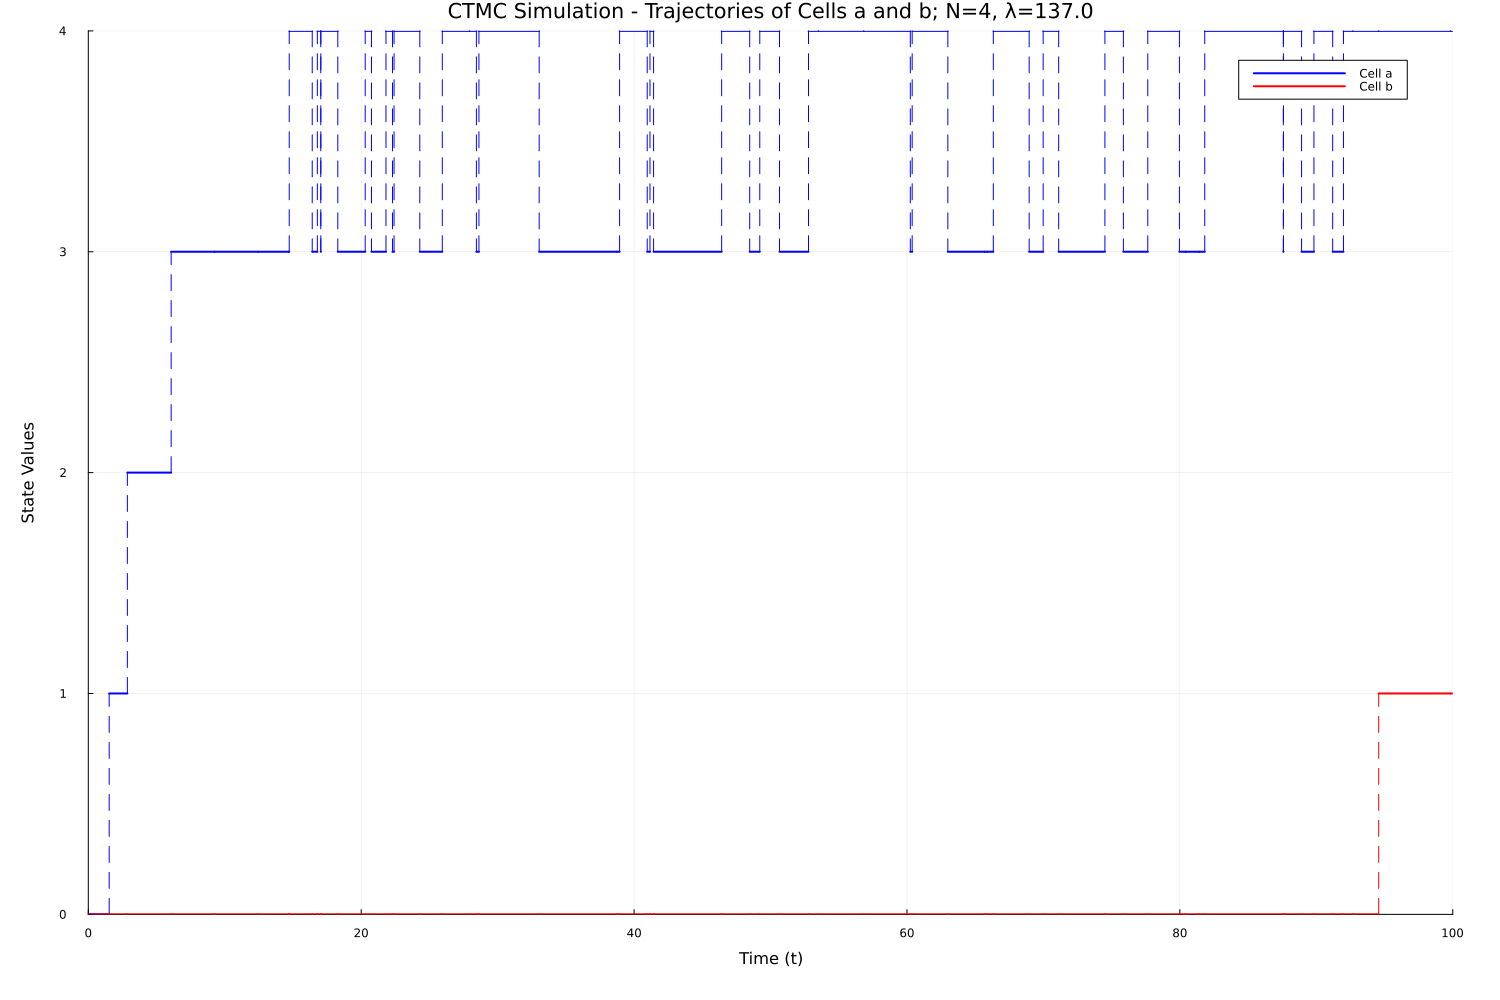 CTMC Simulation - Trajectories of Cells a and b; N=4, λ=137.0
4
Cell a
Cell b
3
State Values
2
1
0
0 20 40 60 80 100
Time (t)